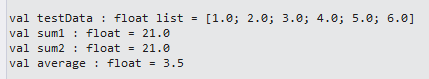 val testData : float list = [1.0; 2.0; 3.0; 4.0; 5.0; 6.0]
val sum1 : float = 21.0
val sum2 : float = 21.0
val average : float = 3.5